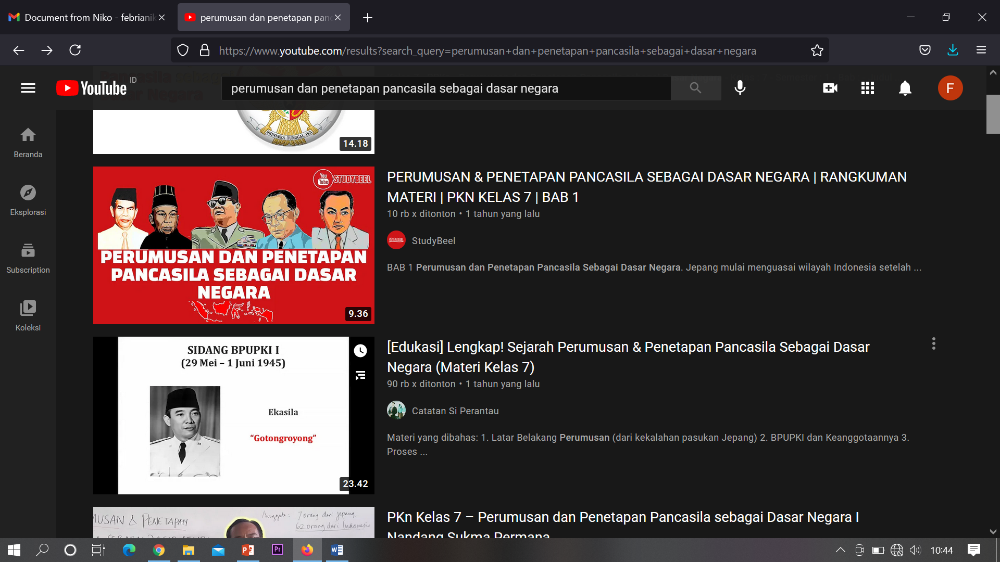 Document from Niko - febrianik
perumusan dan penetapan panc
https://www.youtube.com/results?search_query=perumusan+dan+penetapan+pancasila+sebagai+dasar+negara
YouTube ID
perumusan dan penetapan pancasila sebagai dasar negara
F
Beranda
Eksplorasi
Subscription
Koleksi
BHINNEKA TUNGGAL IKA
14.18
You Tube STUDYBEEL
PERUMUSAN DAN PENETAPAN
PANCASILA SEBAGAI DASAR
NEGARA
9.36
PERUMUSAN & PENETAPAN PANCASILA SEBAGAI DASAR NEGARA | RANGKUMAN
MATERI | PKN KELAS 7 | BAB 1
10 rb x ditonton • 1 tahun yang lalu
StudyBeel
BAB 1 Perumusan dan Penetapan Pancasila Sebagai Dasar Negara. Jepang mulai menguasai wilayah Indonesia setelah ...
SIDANG BPUPKI I
(29 Mei – 1 Juni 1945)
Ekasila
“Gotongroyong”
23.42
[Edukasi] Lengkap! Sejarah Perumusan & Penetapan Pancasila Sebagai Dasar
Negara (Materi Kelas 7)
90 rb x ditonton • 1 tahun yang lalu
Catatan Si Perantau
Materi yang dibahas: 1. Latar Belakang Perumusan (dari kekalahan pasukan Jepang) 2. BPUPKI dan Keanggotaannya 3.
Proses ...
MUSAN & PENETAPAN
Anggota: 7 orang dari Jepang.
62 orang dari Indonesia
PKn Kelas 7 – Perumusan dan Penetapan Pancasila sebagai Dasar Negara I
Nandang Sukma Permana
10:44